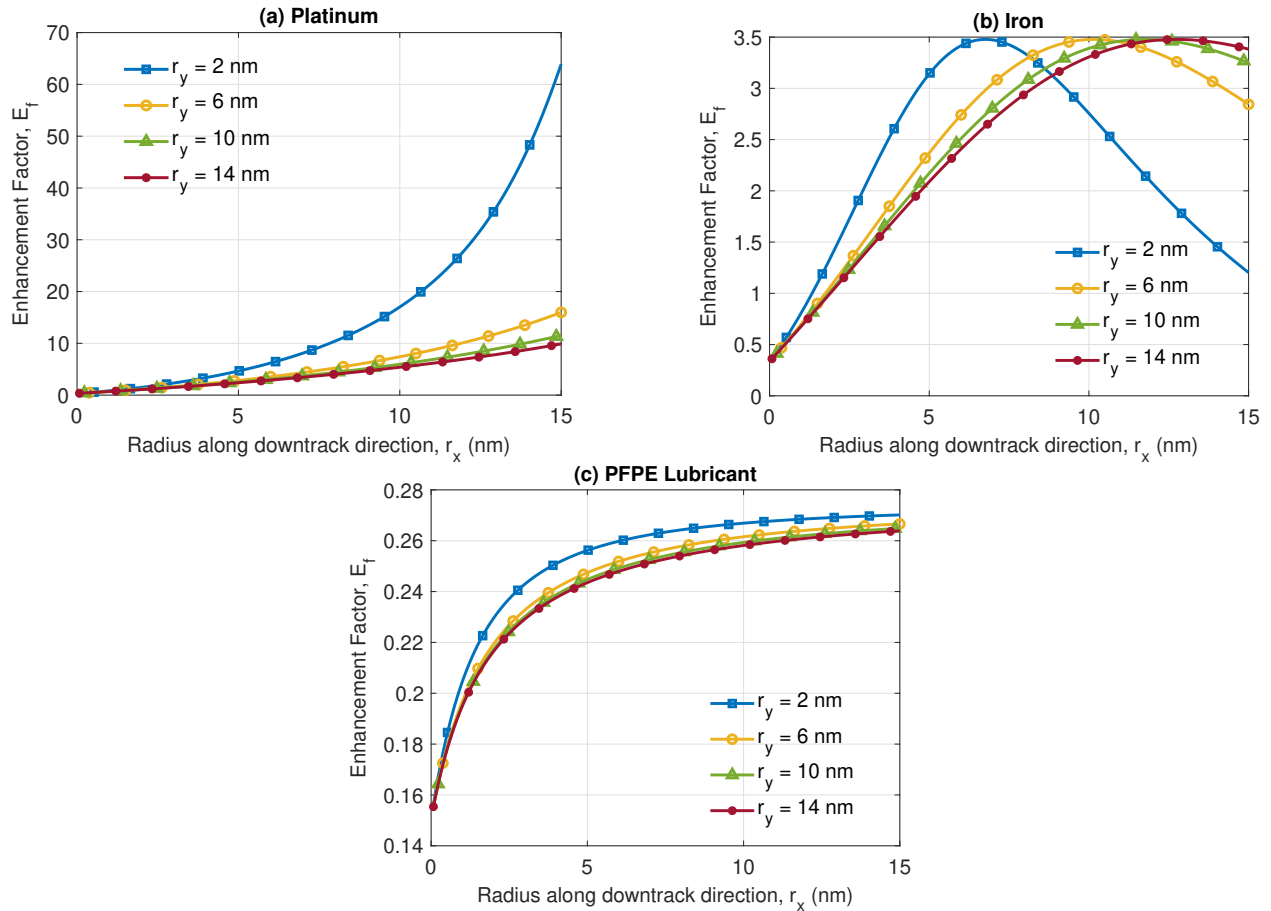 (a) Platinum
70
60
50
40
30
20
10
0
0 5 10 15
Enhancement Factor, E_f
Radius along downtrack direction, r_x (nm)
r_y = 2 nm
r_y = 6 nm
r_y = 10 nm
r_y = 14 nm
(b) Iron
3.5
3
2.5
2
1.5
1
0.5
0
0 5 10 15
Enhancement Factor, E_f
Radius along downtrack direction, r_x (nm)
r_y = 2 nm
r_y = 6 nm
r_y = 10 nm
r_y = 14 nm
(c) PFPE Lubricant
0.28
0.26
0.24
0.22
0.2
0.18
0.16
0.14
0 5 10 15
Enhancement Factor, E_f
Radius along downtrack direction, r_x (nm)
r_y = 2 nm
r_y = 6 nm
r_y = 10 nm
r_y = 14 nm